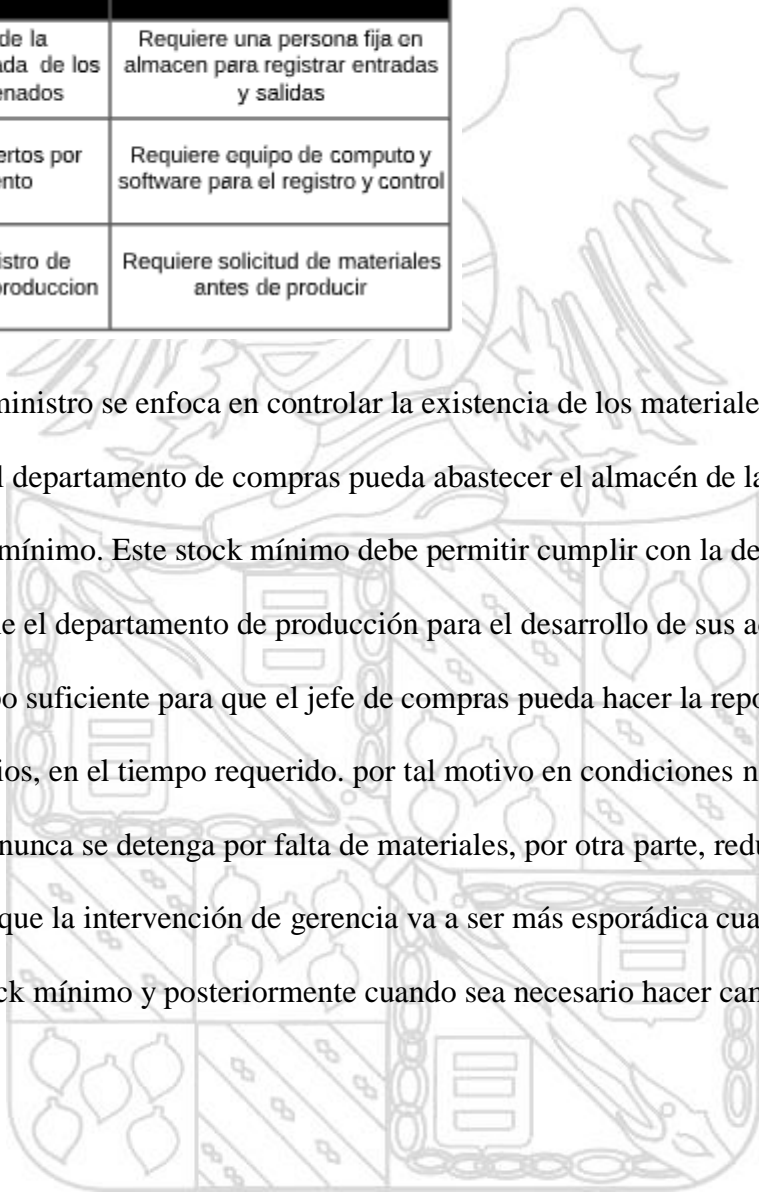 de la
ada de los
enados
Requiere una persona fija en
almacen para registrar entradas
y salidas
ertos por
ento
Requiere equipo de computo y
software para el registro y control
istro de
produccion
Requiere solicitud de materiales
antes de producir
ministro se enfoca en controlar la existencia de los materiale
l departamento de compras pueda abastecer el almacén de la
mínimo. Este stock mínimo debe permitir cumplir con la de
e el departamento de producción para el desarrollo de sus a
o suficiente para que el jefe de compras pueda hacer la repo
ios, en el tiempo requerido. por tal motivo en condiciones n
nunca se detenga por falta de materiales, por otra parte, redu
que la intervención de gerencia va a ser más esporádica cua
ck mínimo y posteriormente cuando sea necesario hacer can